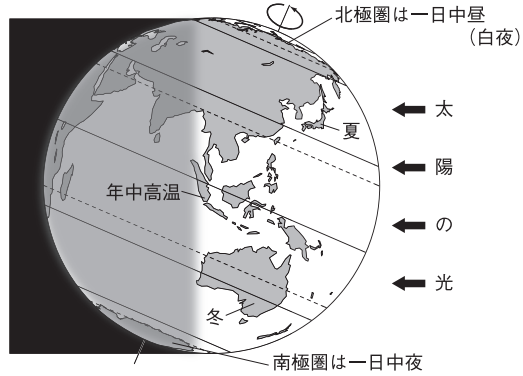 北極圏は一日中昼
（白夜）
太
夏
陽
年中高温
の
光
冬
南極圏は一日中夜